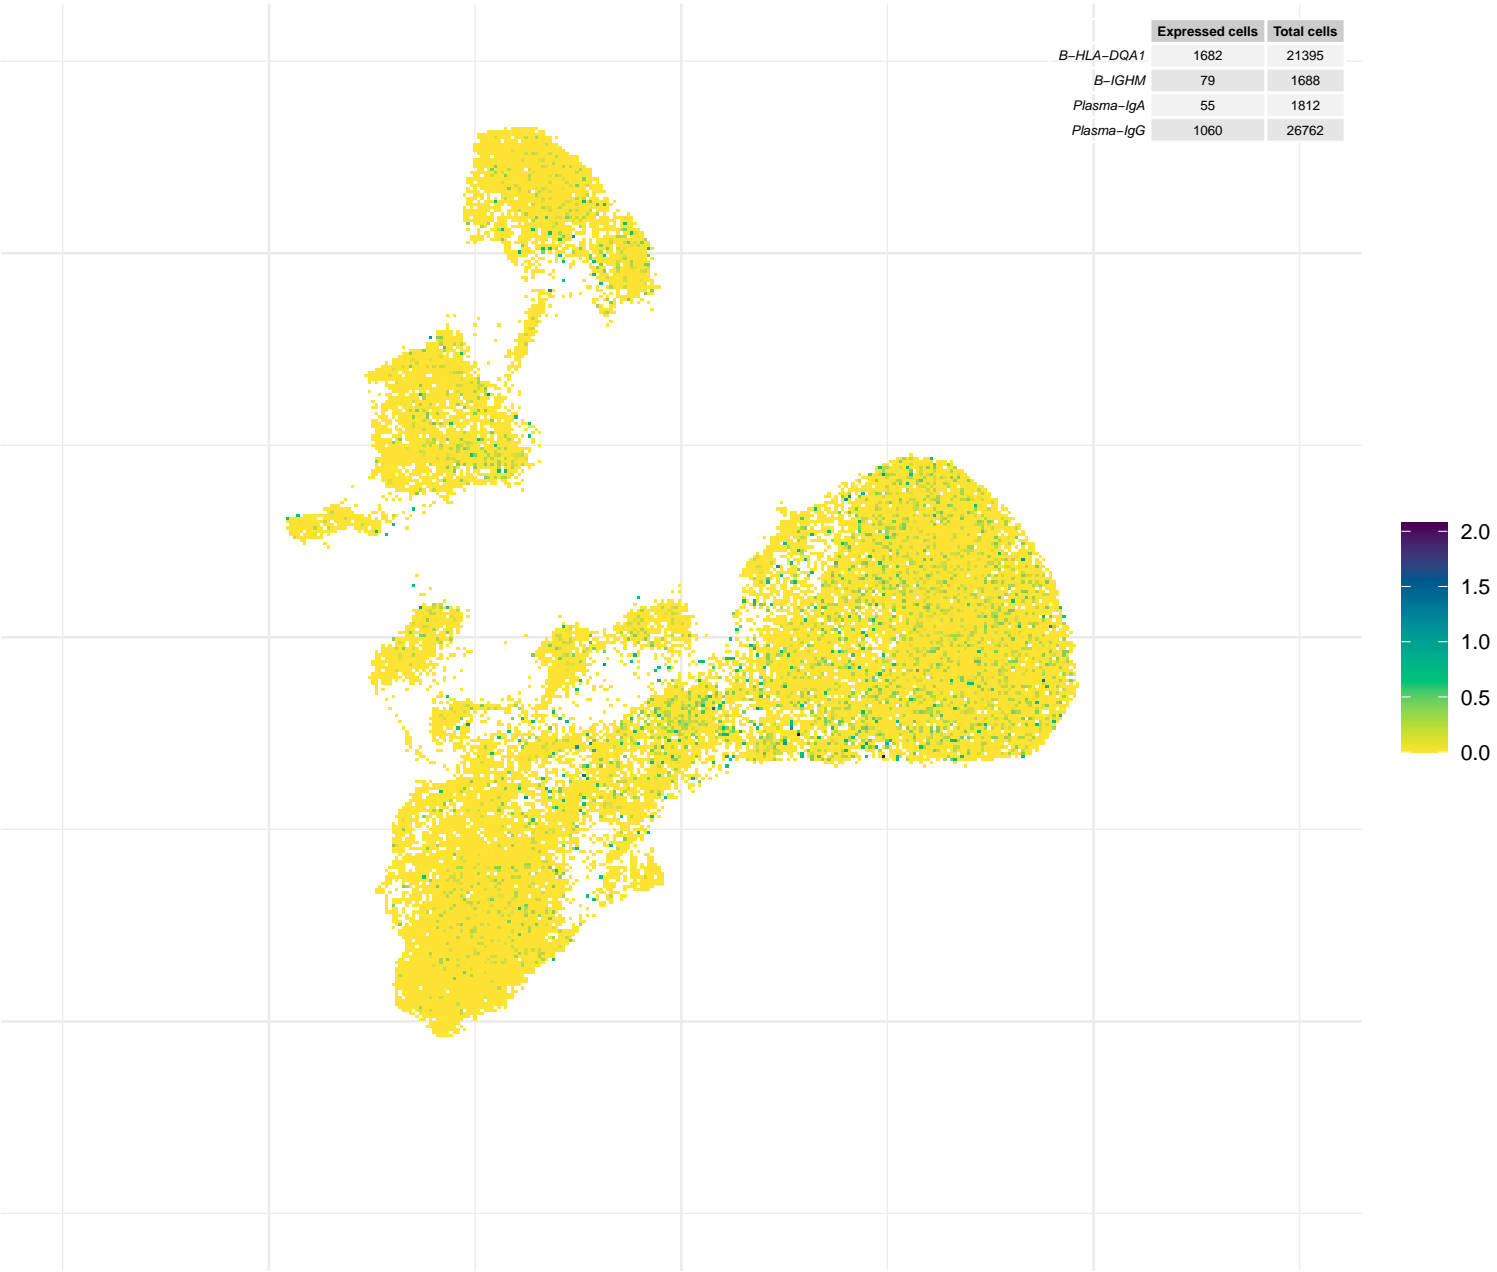 Expressed cells Total cells
B−HLA−DQA1 1682 21395
B−IGHM 79 1688
Plasma−IgA 55 1812
Plasma−IgG 1060 26762
2.0
1.5
1.0
0.5
0.0